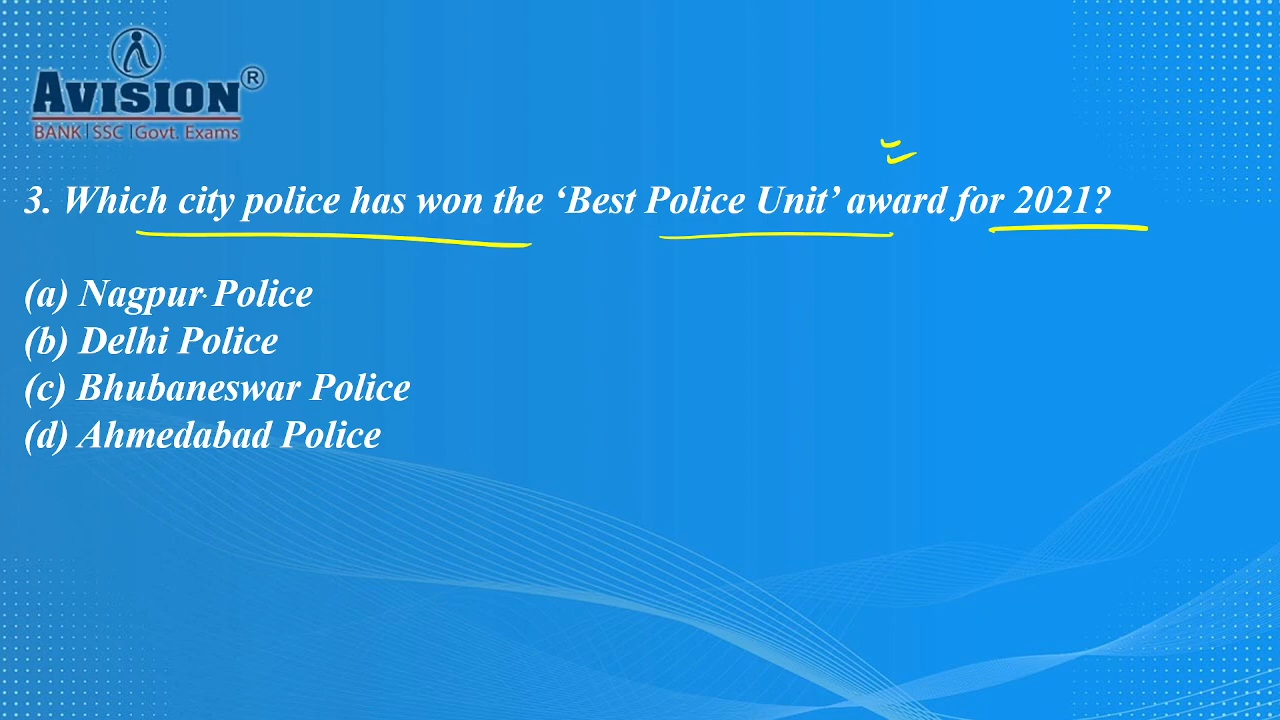 AVISION®
BANK|SSC|Govt. Exams
3. Which city police has won the ‘Best Police Unit’ award for 2021?
(a) Nagpur Police
(b) Delhi Police
(c) Bhubaneswar Police
(d) Ahmedabad Police